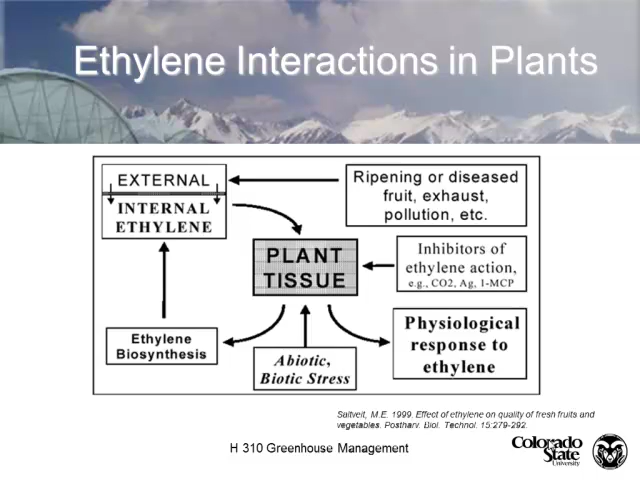 Ethylene Interactions in Plants
EXTERNAL
INTERNAL
ETHYLENE
Ripening or diseased
fruit, exhaust,
pollution, etc.
PLANT
TISSUE
Inhibitors of
ethylene action,
e.g., CO2, Ag, 1-MCP
Ethylene
Biosynthesis
Abiotic,
Biotic Stress
Physiological
response to
ethylene
Saltveit, M.E. 1999. Effect of ethylene on quality of fresh fruits and
vegetables. Postharv. Biol. Technol. 15:279-292.
H 310 Greenhouse Management
Colorado
State
University